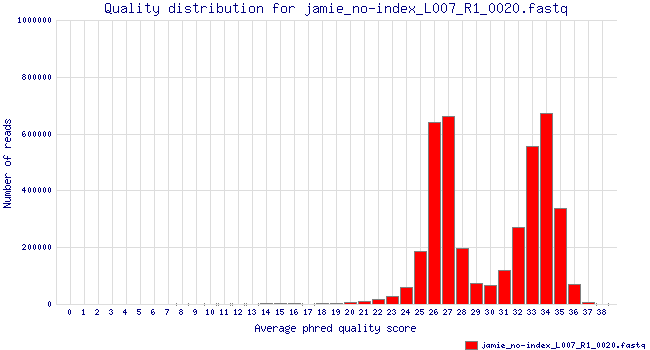 Quality distribution for jamie_no-index_L007_R1_0020.fastq
1000000
800000
600000
400000
200000
0
Number of reads
0 1 2 3 4 5 6 7 8 9 10 11 12 13 14 15 16 17 18 19 20 21 22 23 24 25 26 27 28 29 30 31 32 33 34 35 36 37 38
Average phred quality score
jamie_no-index_L007_R1_0020.fastq